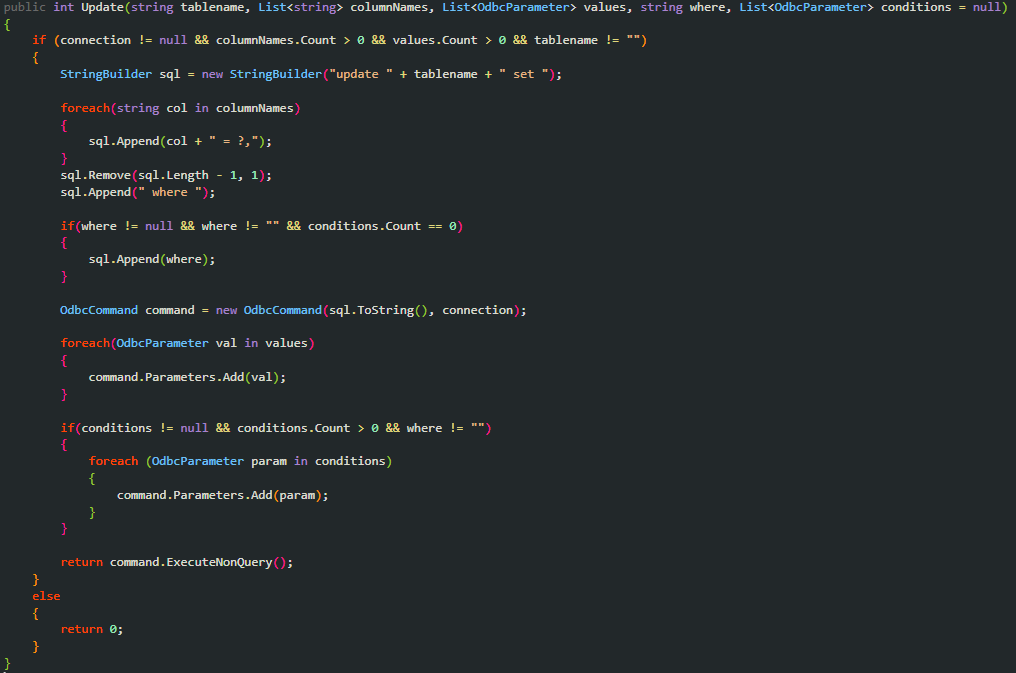 public int Update(string tablename, List<string> columnNames, List<OdbcParameter> values, string where, List<OdbcParameter> conditions = null)
{
    if (connection != null && columnNames.Count > 0 && values.Count > 0 && tablename != "")
    {
        StringBuilder sql = new StringBuilder("update " + tablename + " set ");

        foreach(string col in columnNames)
        {
            sql.Append(col + " = ?,");
        }
        sql.Remove(sql.Length - 1, 1);
        sql.Append(" where ");

        if(where != null && where != "" && conditions.Count == 0)
        {
            sql.Append(where);
        }

        OdbcCommand command = new OdbcCommand(sql.ToString(), connection);

        foreach(OdbcParameter val in values)
        {
            command.Parameters.Add(val);
        }

        if(conditions != null && conditions.Count > 0 && where != "")
        {
            foreach (OdbcParameter param in conditions)
            {
                command.Parameters.Add(param);
            }
        }

        return command.ExecuteNonQuery();
    }
    else
    {
        return 0;
    }
}